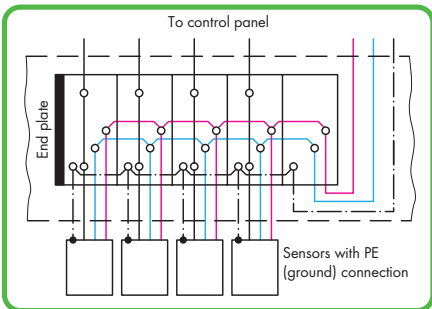 To control panel
End plate
Sensors with PE
(ground) connection